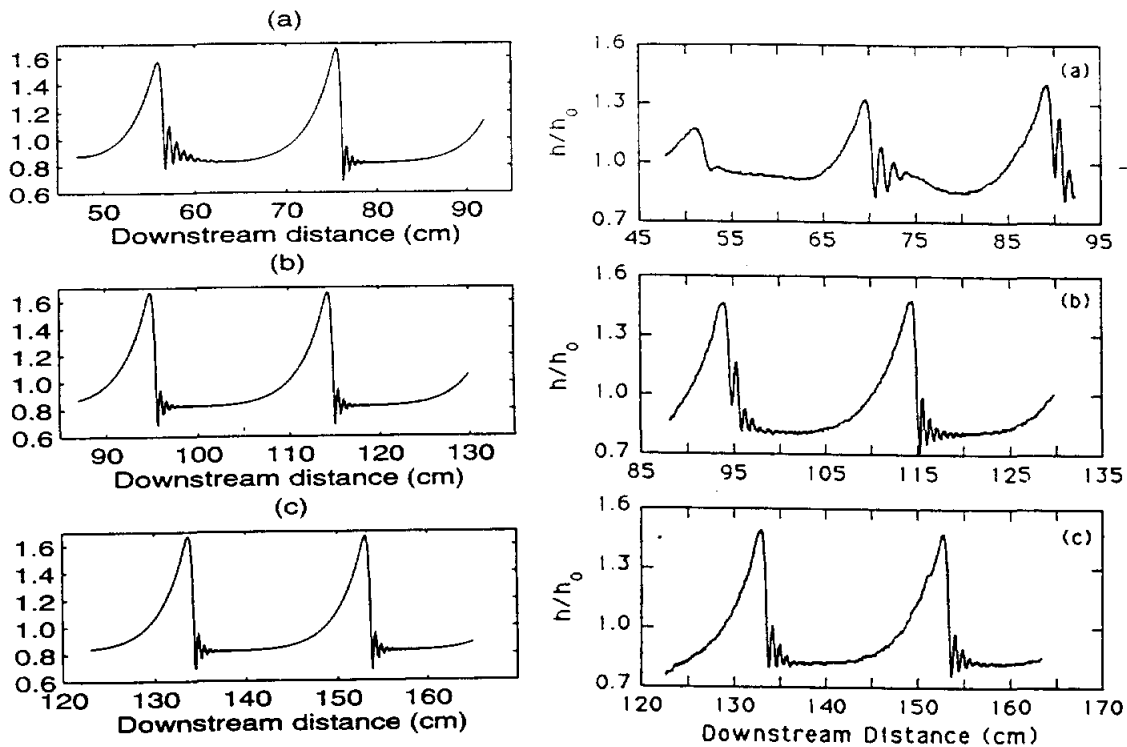 (a)
1.6
1.4
1.2
1.0
0.8
0.6
50 60 70 80 90
Downstream distance (cm)
(b)
1.6
1.4
1.2
1.0
0.8
0.6
90 100 110 120 130
Downstream distance (cm)
(c)
1.6
1.4
1.2
1.0
0.8
0.6
120 130 140 150 160
Downstream distance (cm)
(a)
h/h0
1.6
1.3
1.0
0.7
45 55 65 75 85 95
(b)
h/h0
1.6
1.3
1.0
0.7
85 95 105 115 125 135
(c)
h/h0
1.6
1.3
1.0
0.7
120 130 140 150 160 170
Downstream Distance (cm)